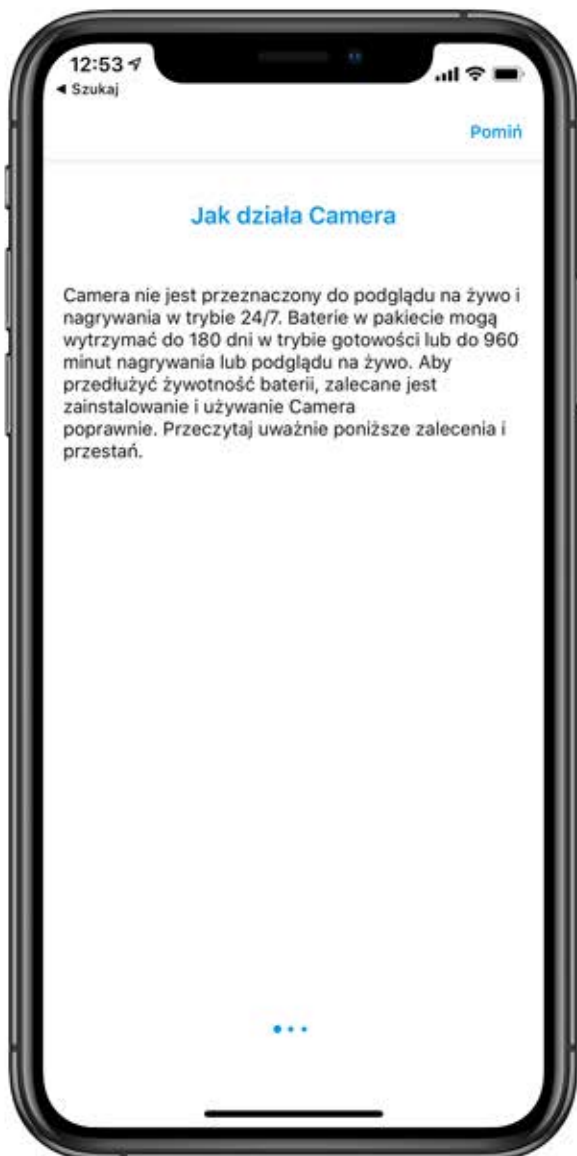 12:53
◀ Szukaj
Pomiń
Jak działa Camera
Camera nie jest przeznaczony do podglądu na żywo i
nagrywania w trybie 24/7. Baterie w pakiecie mogą
wytrzymać do 180 dni w trybie gotowości lub do 960
minut nagrywania lub podglądu na żywo. Aby
przedłużyć żywotność baterii, zalecane jest
zainstalowanie i używanie Camera
poprawnie. Przeczytaj uważnie poniższe zalecenia i
przestań.